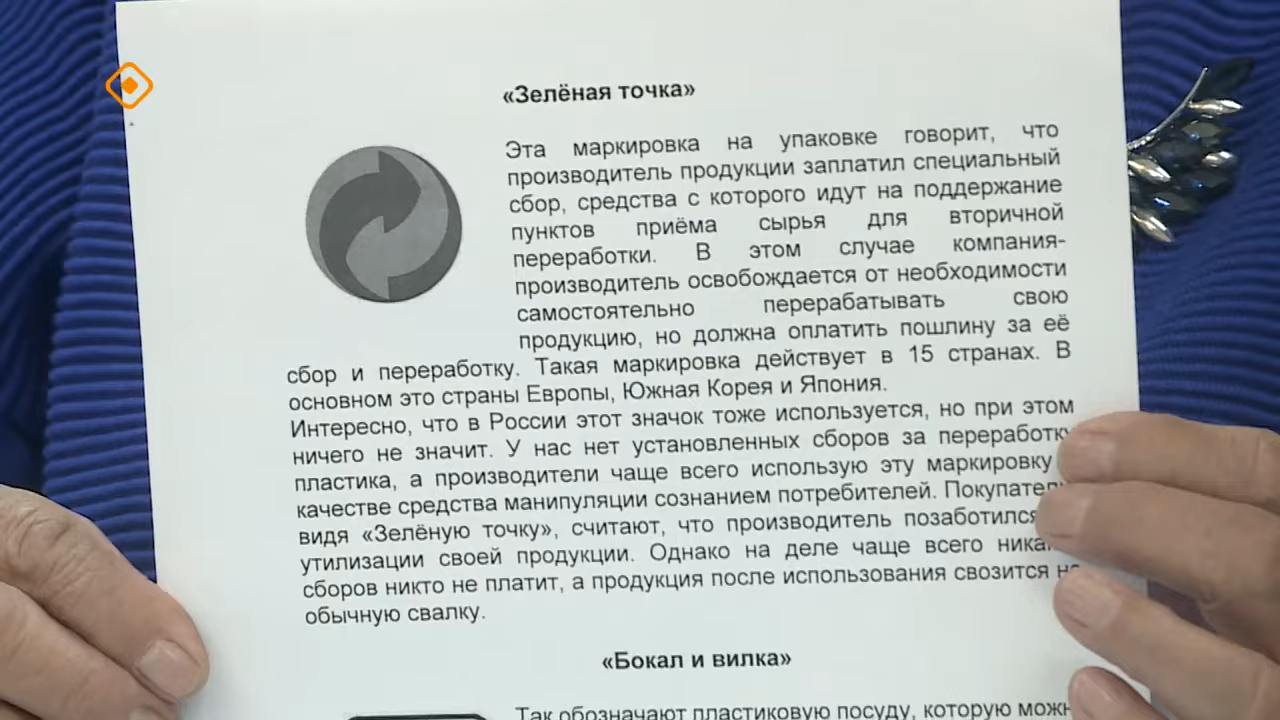 «Зелёная точка»
Эта маркировка на упаковке говорит, что
производитель продукции заплатил специальный
сбор, средства с которого идут на поддержание
пунктов приёма сырья для вторичной
переработки. В этом случае компания-
производитель освобождается от необходимости
самостоятельно перерабатывать свою
продукцию, но должна оплатить пошлину за её
сбор и переработку. Такая маркировка действует в 15 странах. В
основном это страны Европы, Южная Корея и Япония.
Интересно, что в России этот значок тоже используется, но при этом
ничего не значит. У нас нет установленных сборов за переработку
пластика, а производители чаще всего использую эту маркировку
качестве средства манипуляции сознанием потребителей.
видя «Зелёную точку», считают, что производитель позаботился
утилизации своей продукции. Однако на деле чаще всего
сборов никто не платит, а продукция после использования свозится на
обычную свалку.
«Бокал и вилка»
Так обозначают пластиковую посуду, которую